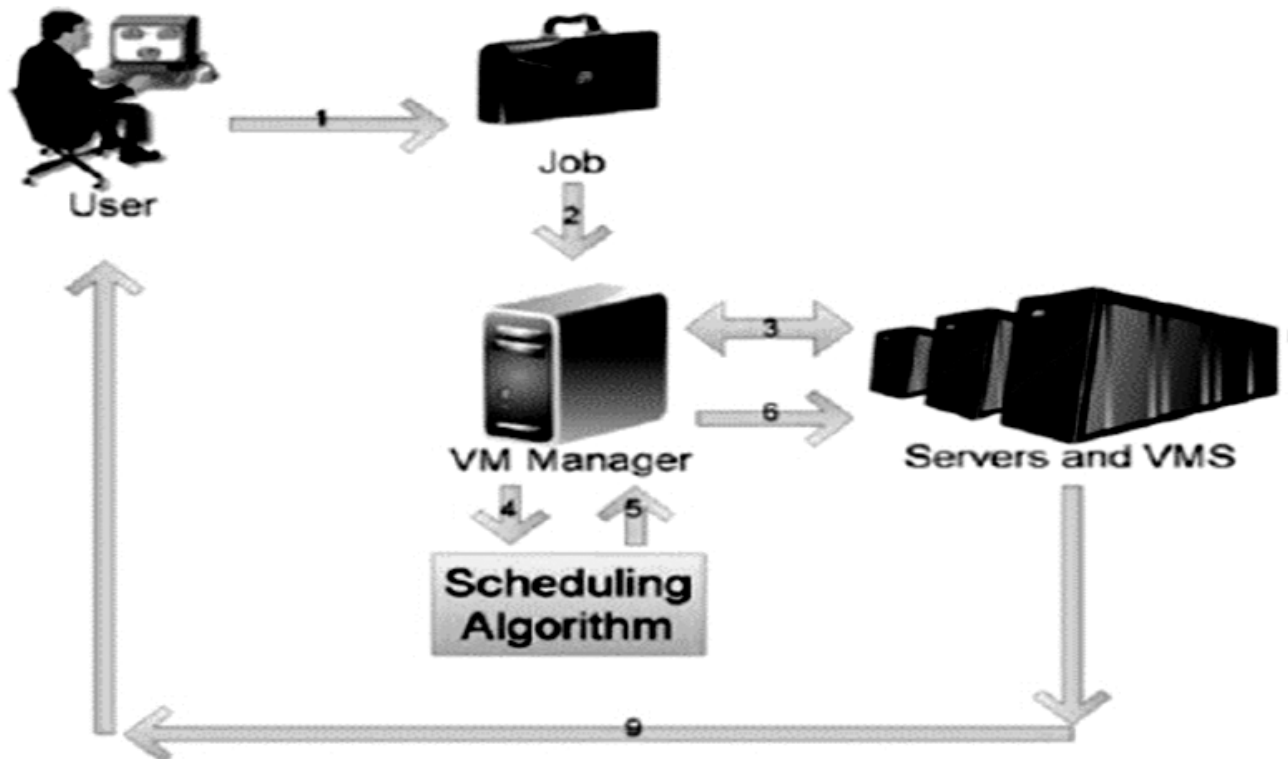 1
Job
User
2
3
6
VM Manager
Servers and VMS
4
5
Scheduling
Algorithm
9